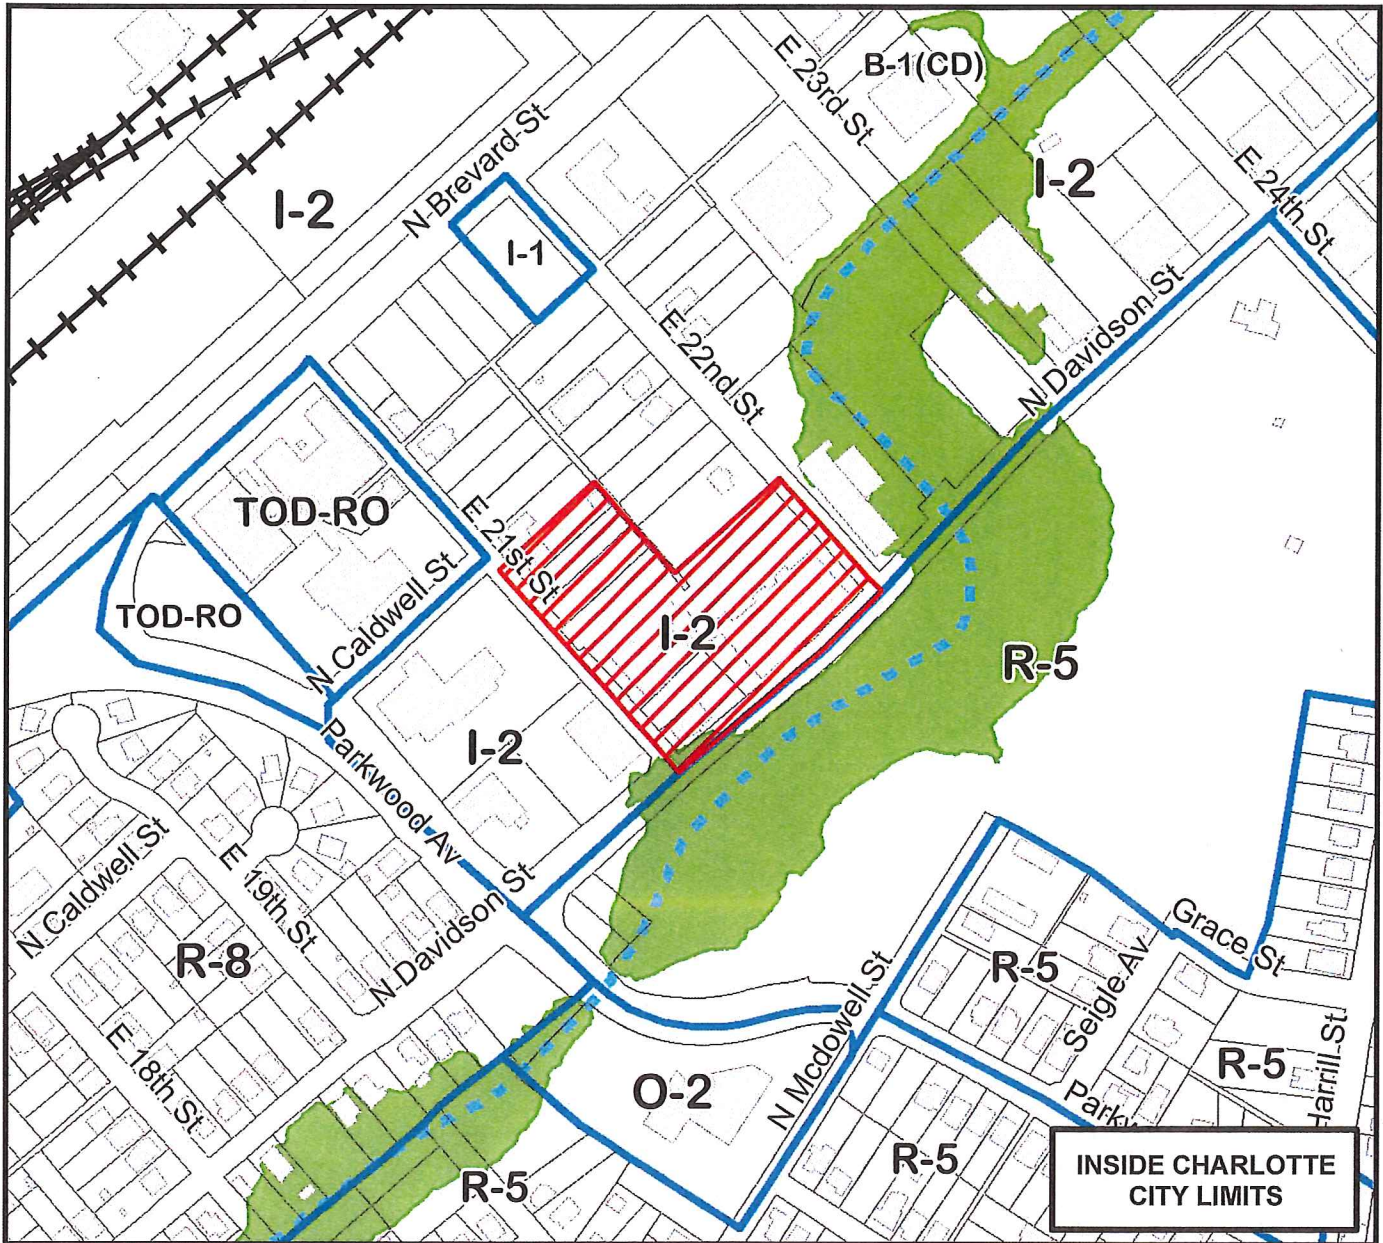 E 23rd St
B-1(CD)
I-2
E 24th St
N Brevard St
I-2
I-1
E 22nd St
N Davidson St
TOD-RO
E 21st St
TOD-RO
N Caldwell St
I-2
R-5
I-2
Parkwood Av
N Caldwell St
E 19th St
N Davidson St
R-8
Grace St
R-5
Seigle Av
N Mcdowell St
E 18th St
O-2
R-5
Harrill St
Parkw
R-5
R-5
INSIDE CHARLOTTE
CITY LIMITS